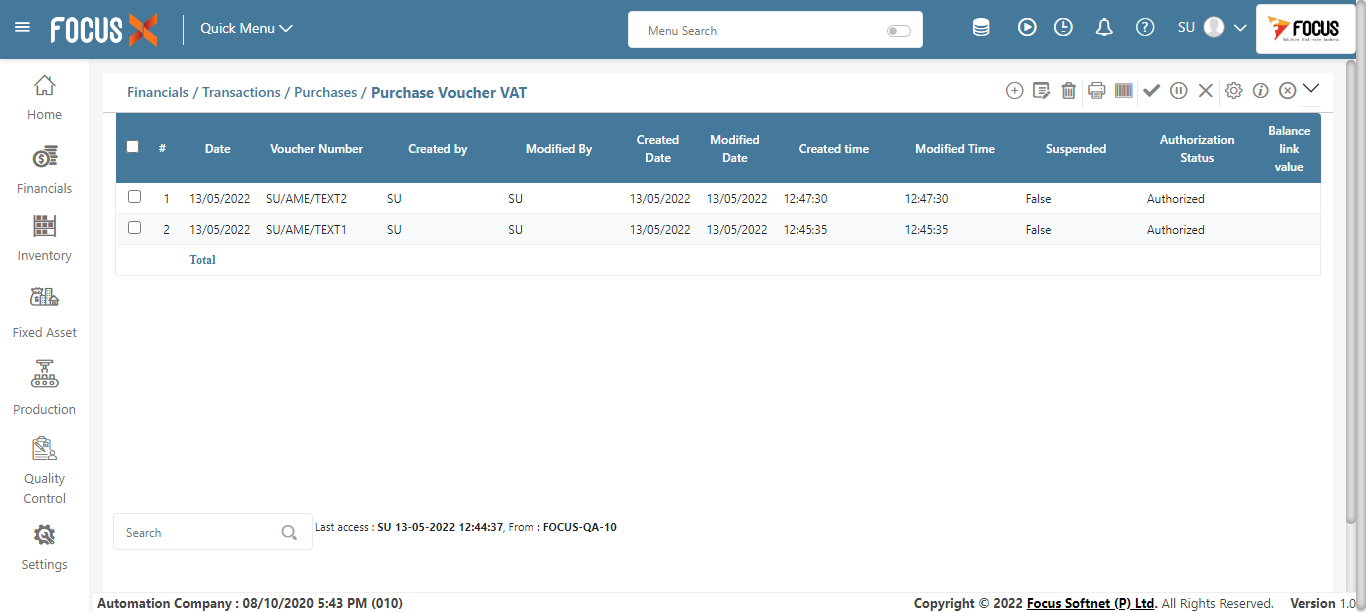 FOCUS X
Quick Menu
Menu Search
SU
FOCUS
Home
Financials
Inventory
Fixed Asset
Production
Quality
Control
Settings
Financials / Transactions / Purchases / Purchase Voucher VAT
# Date Voucher Number Created by Modified By Created Date Modified Date Created time Modified Time Suspended Authorization Status Balance link value
1 13/05/2022 SU/AME/TEXT2 SU SU 13/05/2022 13/05/2022 12:47:30 12:47:30 False Authorized
2 13/05/2022 SU/AME/TEXT1 SU SU 13/05/2022 13/05/2022 12:45:35 12:45:35 False Authorized
Total
Search
Last access : SU 13-05-2022 12:44:37, From : FOCUS-QA-10
Automation Company : 08/10/2020 5:43 PM (010)
Copyright © 2022 Focus Softnet (P) Ltd. All Rights Reserved. Version 1.0